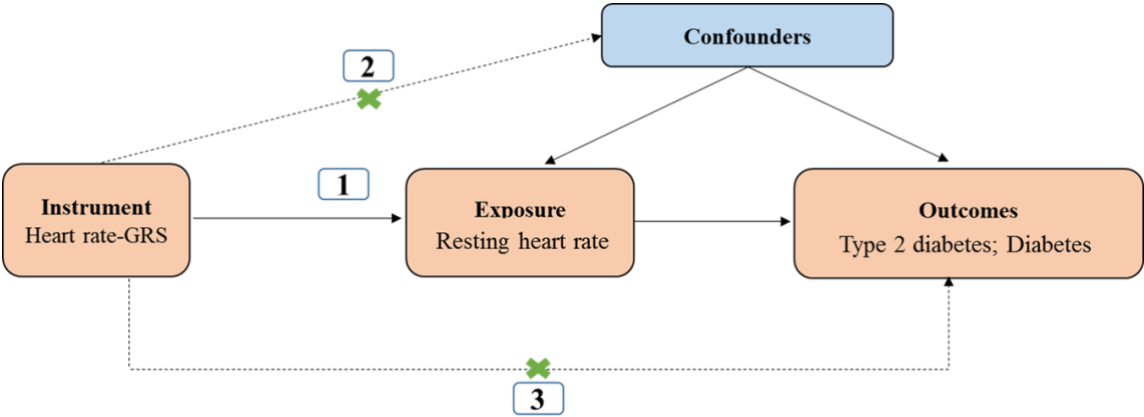 Confounders
2
1
Instrument
Heart rate-GRS
Exposure
Resting heart rate
Outcomes
Type 2 diabetes; Diabetes
3